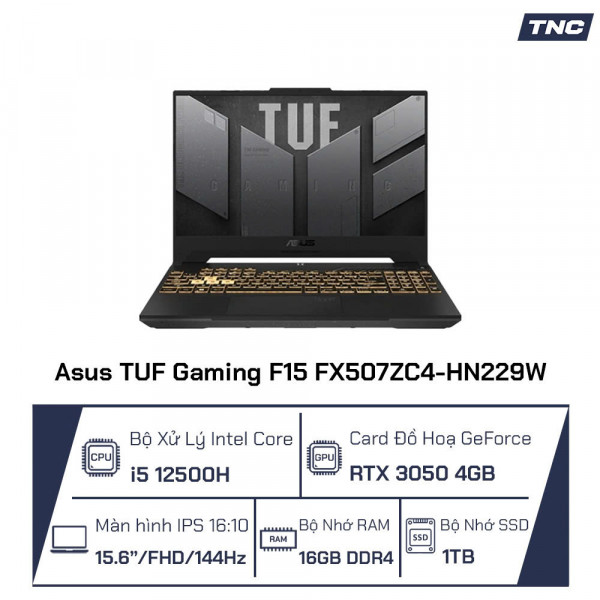 TNC
TUF
ASUS
Asus TUF Gaming F15 FX507ZC4-HN229W
CPU
Bộ Xử Lý Intel Core
i5 12500H
GPU
Card Đồ Hoạ GeForce
RTX 3050 4GB
Màn hình IPS 16:10
15.6”/FHD/144Hz
RAM
Bộ Nhớ RAM
16GB DDR4
SSD
Bộ Nhớ SSD
1TB